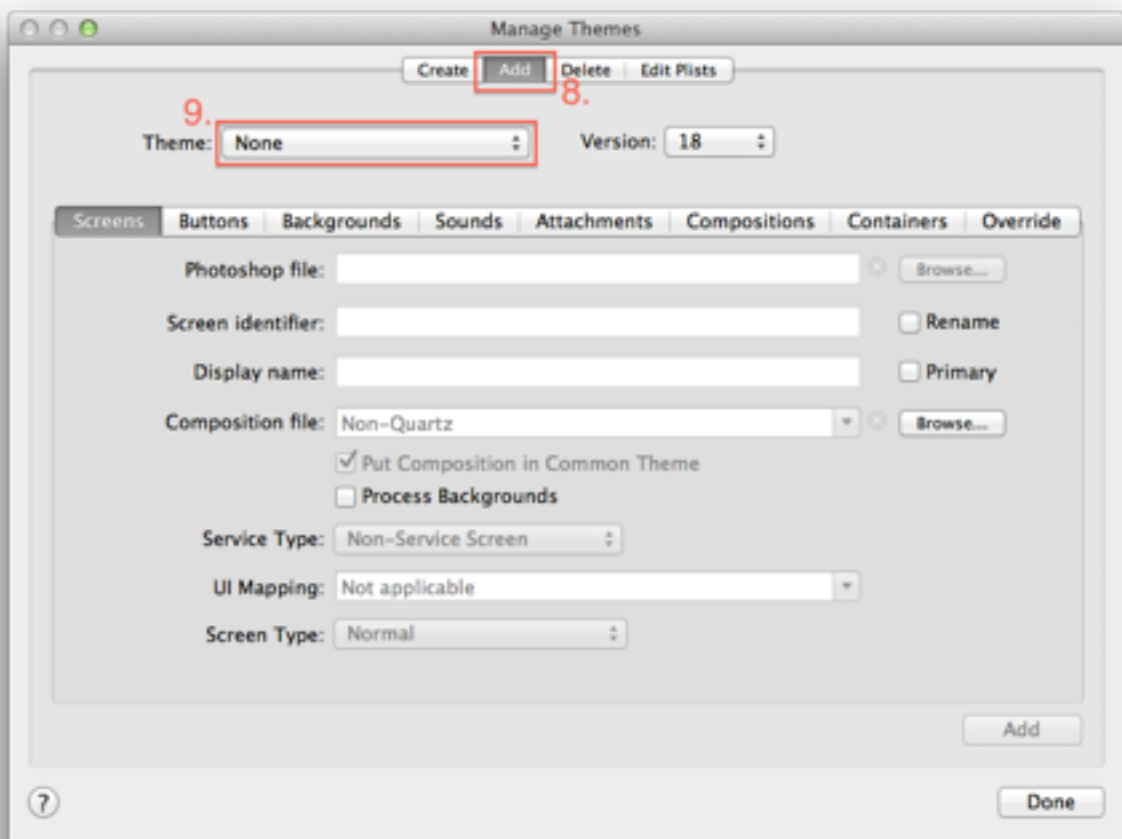 Manage Themes
Create Add Delete Edit Plists
8.
9.
Theme: None Version: 18
Screens Buttons Backgrounds Sounds Attachments Compositions Containers Override
Photoshop file: Browse...
Screen identifier: Rename
Display name: Primary
Composition file: Non-Quartz Browse...
Put Composition in Common Theme
Process Backgrounds
Service Type: Non-Service Screen
UI Mapping: Not applicable
Screen Type: Normal
Add
? Done